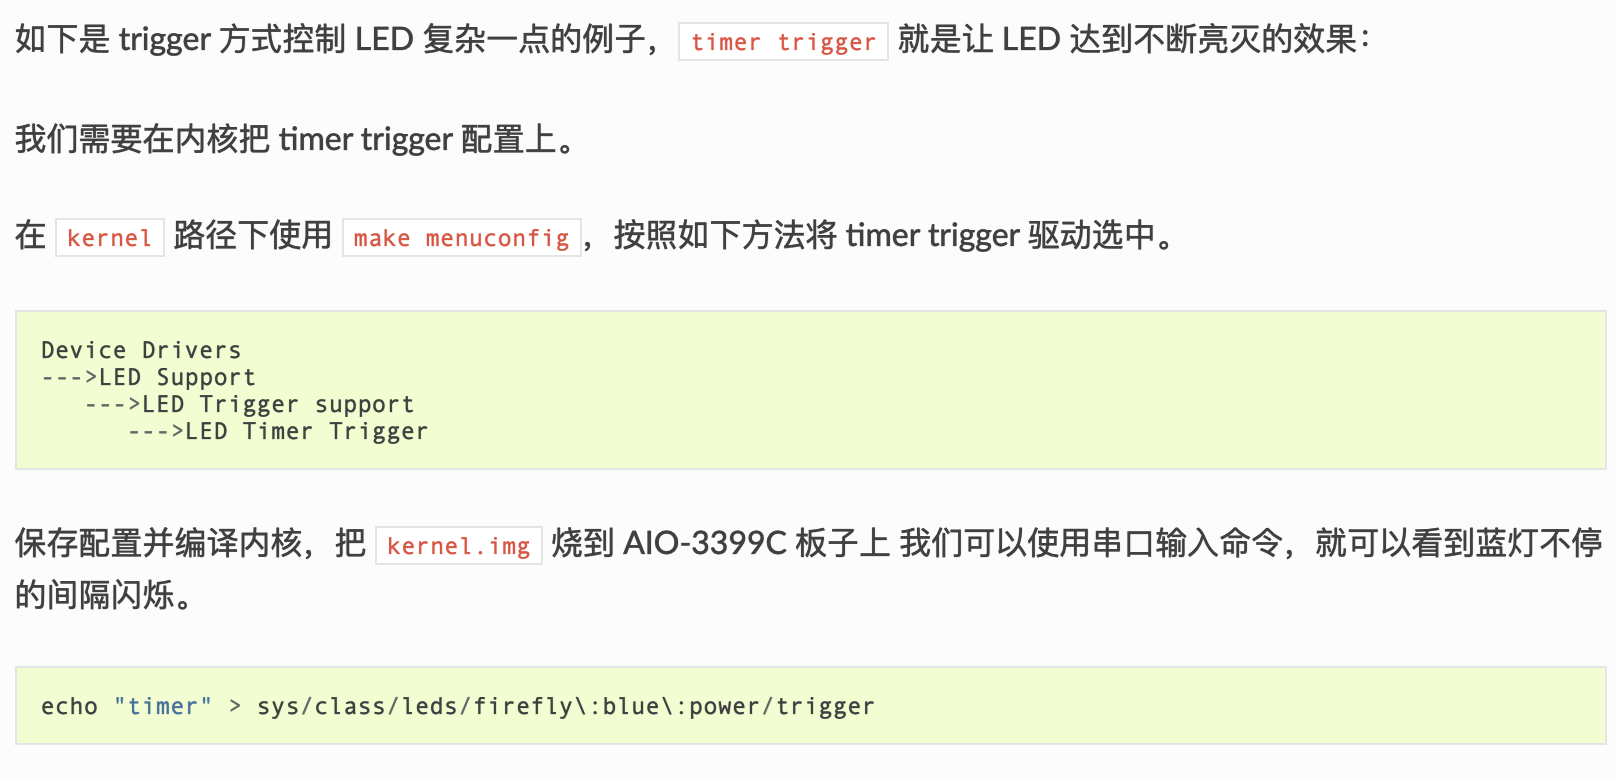 如下是 trigger 方式控制 LED 复杂一点的例子， timer trigger 就是让 LED 达到不断亮灭的效果：
我们需要在内核把 timer trigger 配置上。
在 kernel 路径下使用 make menuconfig ，按照如下方法将 timer trigger 驱动选中。
Device Drivers
--->LED Support
   --->LED Trigger support
      --->LED Timer Trigger
保存配置并编译内核，把 kernel.img 烧到 AIO-3399C 板子上 我们可以使用串口输入命令，就可以看到蓝灯不停
的间隔闪烁。
echo "timer" > sys/class/leds/firefly\:blue\:power/trigger